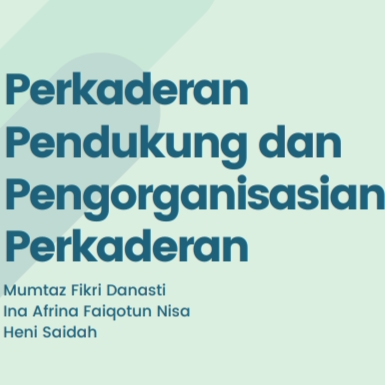 Perkaderan
Pendukung dan
Pengorganisasian
Perkaderan
Mumtaz Fikri Danasti
Ina Afrina Faiqotun Nisa
Heni Saidah